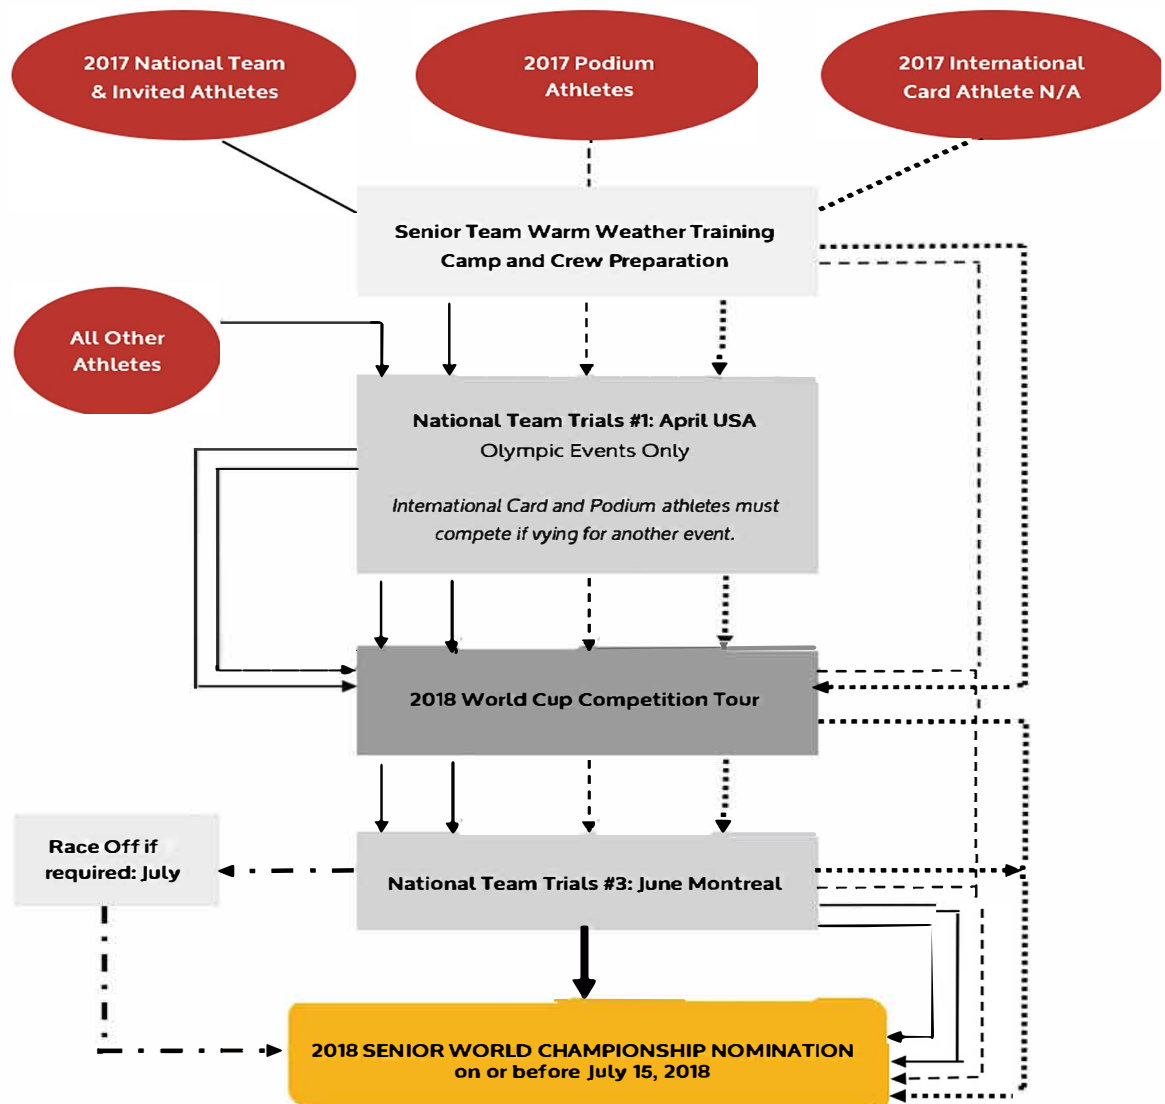 2017 National Team
& Invited Athletes
2017 Podium
Athletes
2017 International
Card Athlete N/A
Senior Team Warm Weather Training
Camp and Crew Preparation
All Other
Athletes
National Team Trials #1: April USA
Olympic Events Only
International Card and Podium athletes must
compete if vying for another event.
2018 World Cup Competition Tour
Race Off if
required: July
National Team Trials #3: June Montreal
2018 SENIOR WORLD CHAMPIONSHIP NOMINATION
on or before July 15, 2018